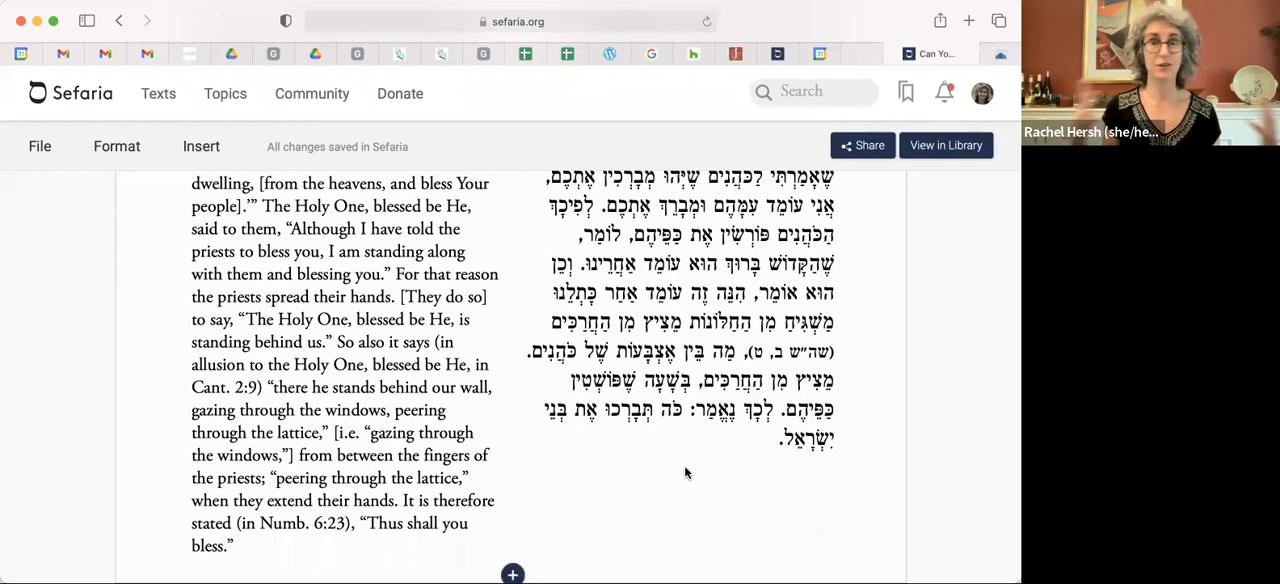 sefaria.org
Can Yo...
Sefaria
Texts
Topics
Community
Donate
Search
File
Format
Insert
All changes saved in Sefaria
Share
View in Library
dwelling, [from the heavens, and bless Your
people].’” The Holy One, blessed be He,
said to them, “Although I have told the
priests to bless you, I am standing along
with them and blessing you.” For that reason
the priests spread their hands. [They do so]
to say, “The Holy One, blessed be He, is
standing behind us.” So also it says (in
allusion to the Holy One, blessed be He, in
Cant. 2:9) “there he stands behind our wall,
gazing through the windows, peering
through the lattice,” [i.e. “gazing through
the windows,”] from between the fingers of
the priests; “peering through the lattice,”
when they extend their hands. It is therefore
stated (in Numb. 6:23), “Thus shall you
bless.”
שֶׁאָמַרְתִּי לַכֹּהֲנִים שֶׁיְּהוּ מְבָרְכִין אֶתְכֶם,
אֲנִי עוֹמֵד עִמָּהֶם וּמְבָרֵךְ אֶתְכֶם. לְפִיכָךְ
הַכֹּהֲנִים פּוֹרְשִׂין אֶת כַּפֵּיהֶם, לוֹמַר,
שֶׁהַקָּדוֹשׁ בָּרוּךְ הוּא עוֹמֵד אַחֲרֵינוּ. וְכֵן
הוּא אוֹמֵר, הִנֵּה זֶה עוֹמֵד אַחַר כָּתְלֵנוּ
מַשְׁגִּיחַ מִן הַחַלּוֹנוֹת מֵצִיץ מִן הַחֲרַכִּים
(שה״ש ב, ט), מַה בֵּין אֶצְבָּעוֹת שֶׁל כֹּהֲנִים.
מֵצִיץ מִן הַחֲרַכִּים, בְּשָׁעָה שֶׁפּוֹשְׁטִין
כַּפֵּיהֶם. לְכָךְ נֶאֱמַר: כֹּה תְּבָרְכוּ אֶת בְּנֵי
יִשְׂרָאֵל.
Rachel Hersh (she/he...